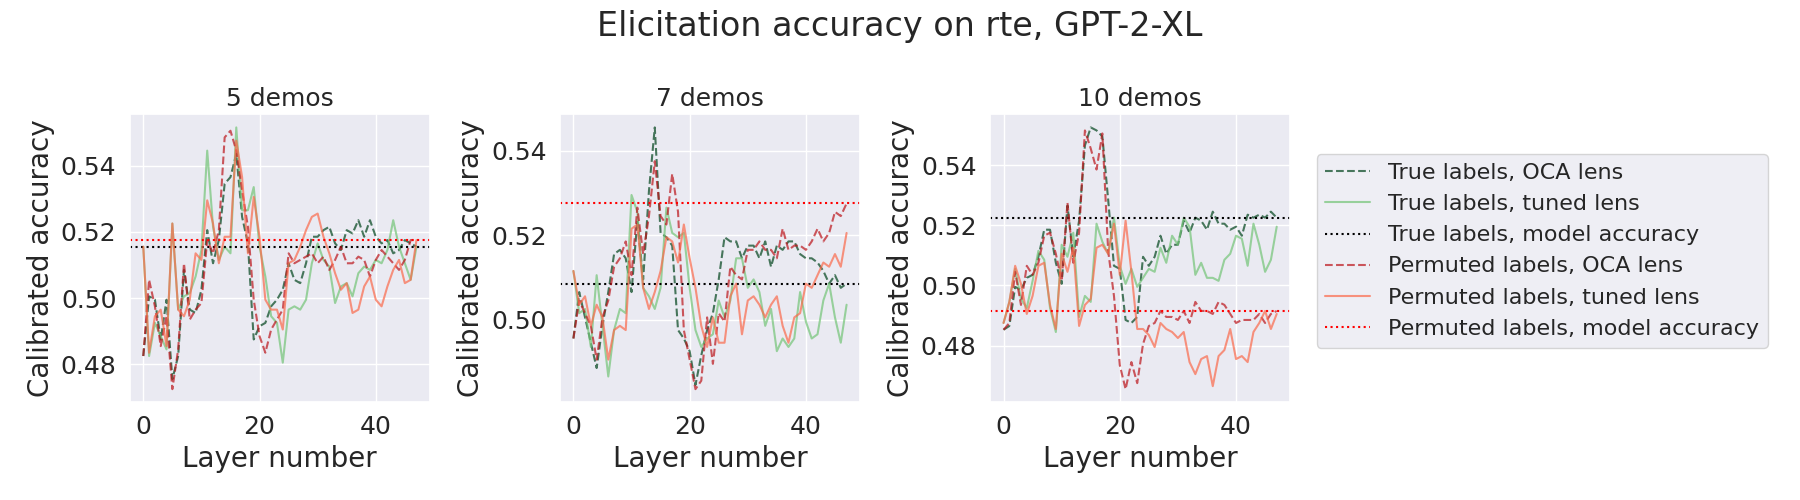 Elicitation accuracy on rte, GPT-2-XL
5 demos
Calibrated accuracy
0.54
0.52
0.50
0.48
0
20
40
Layer number
7 demos
Calibrated accuracy
0.54
0.52
0.50
0
20
40
Layer number
10 demos
Calibrated accuracy
0.54
0.52
0.50
0.48
0
20
40
Layer number
True labels, OCA lens
True labels, tuned lens
True labels, model accuracy
Permuted labels, OCA lens
Permuted labels, tuned lens
Permuted labels, model accuracy